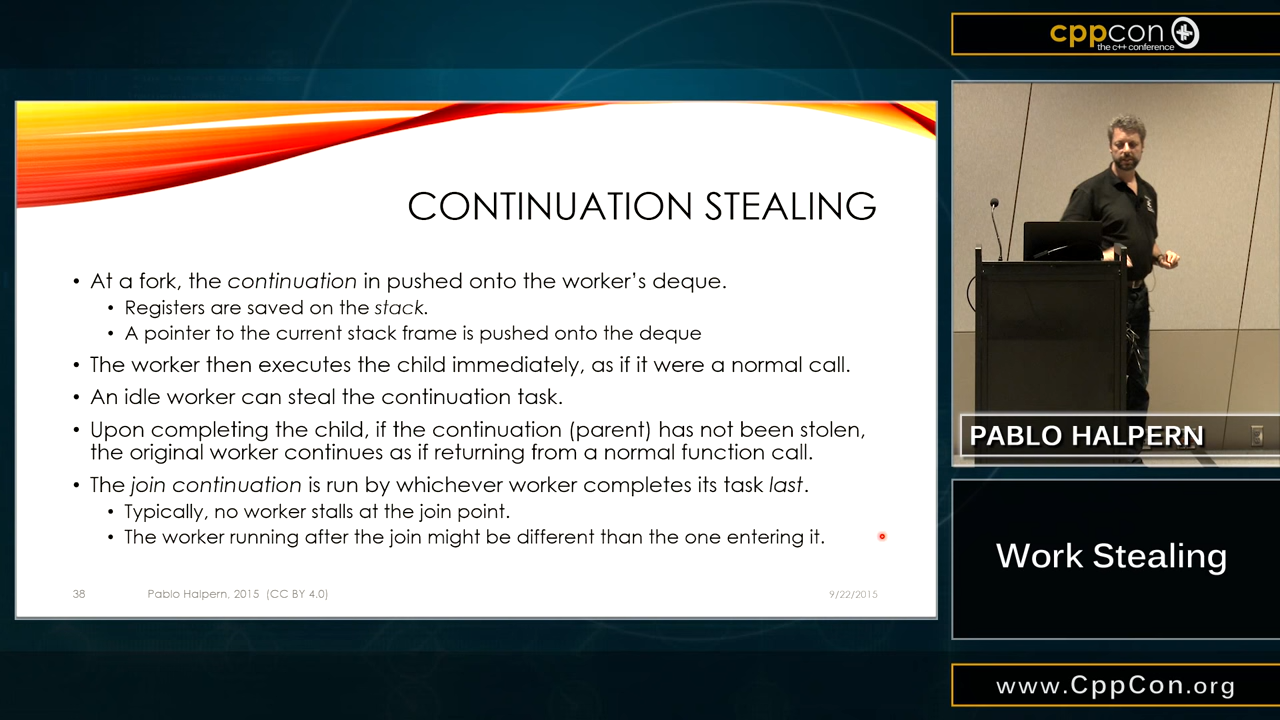 CONTINUATION STEALING
• At a fork, the continuation in pushed onto the worker's deque.
• Registers are saved on the stack.
• A pointer to the current stack frame is pushed onto the deque
• The worker then executes the child immediately, as if it were a normal call.
• An idle worker can steal the continuation task.
• Upon completing the child, if the continuation (parent) has not been stolen,
the original worker continues as if returning from a normal function call.
• The join continuation is run by whichever worker completes its task last.
• Typically, no worker stalls at the join point.
• The worker running after the join might be different than the one entering it.
38
Pablo Halpern, 2015 (CC BY 4.0)
9/22/2015
cppcon
the c++ conference
PABLO HALPERN
Work Stealing
www.CppCon.org